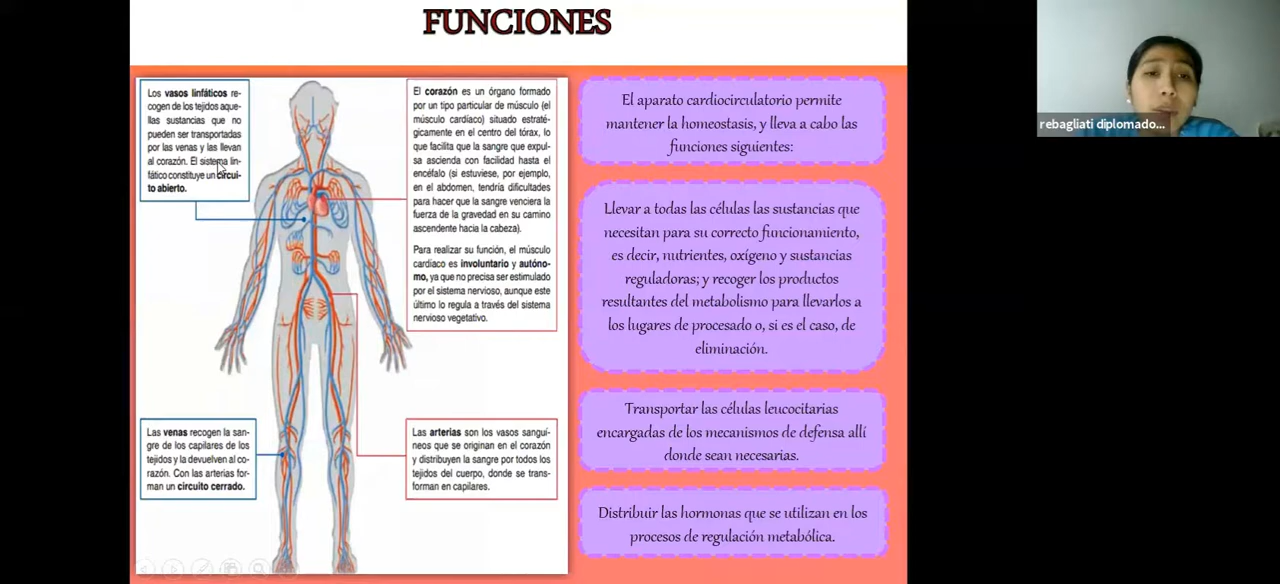 FUNCIONES
Los vasos linfáticos re-
cogen de los tejidos aque-
llas sustancias que no
pueden ser transportadas
por las venas y las llevan
al corazón. El sistema lin-
fático constituye un circui-
to abierto.
El corazón es un órgano formado
por un tipo particular de músculo (el
músculo cardíaco) situado estraté-
gicamente en el centro del tórax, lo
que facilita que la sangre que expul-
sa ascienda con facilidad hasta el
encéfalo (si estuviese, por ejemplo,
en el abdomen, tendría dificultades
para hacer que la sangre venciera la
fuerza de la gravedad en su camino
ascendente hacia la cabeza).
Para realizar su función, el músculo
cardiaco es involuntario y autóno-
mo, ya que no precisa ser estimulado
por el sistema nervioso, aunque este
último lo regula a través del sistema
nervioso vegetativo.
Las venas recogen la san-
gre de los capilares de los
tejidos y la devuelven al co-
razón. Con las arterias for-
man un circuito cerrado.
Las arterias son los vasos sanguí-
neos que se originan en el corazón
y distribuyen la sangre por todos los
tejidos del cuerpo, donde se trans-
forman en capilares.
El aparato cardiocirculatorio permite
mantener la homeostasis, y lleva a cabo las
funciones siguientes:
Llevar a todas las células las sustancias que
necesitan para su correcto funcionamiento,
es decir, nutrientes, oxígeno y sustancias
reguladoras; y recoger los productos
resultantes del metabolismo para llevarlos a
los lugares de procesado o, si es el caso, de
eliminación.
Transportar las células leucocitarias
encargadas de los mecanismos de defensa allí
donde sean necesarias.
Distribuir las hormonas que se utilizan en los
procesos de regulación metabólica.
rebagliati diplomado...